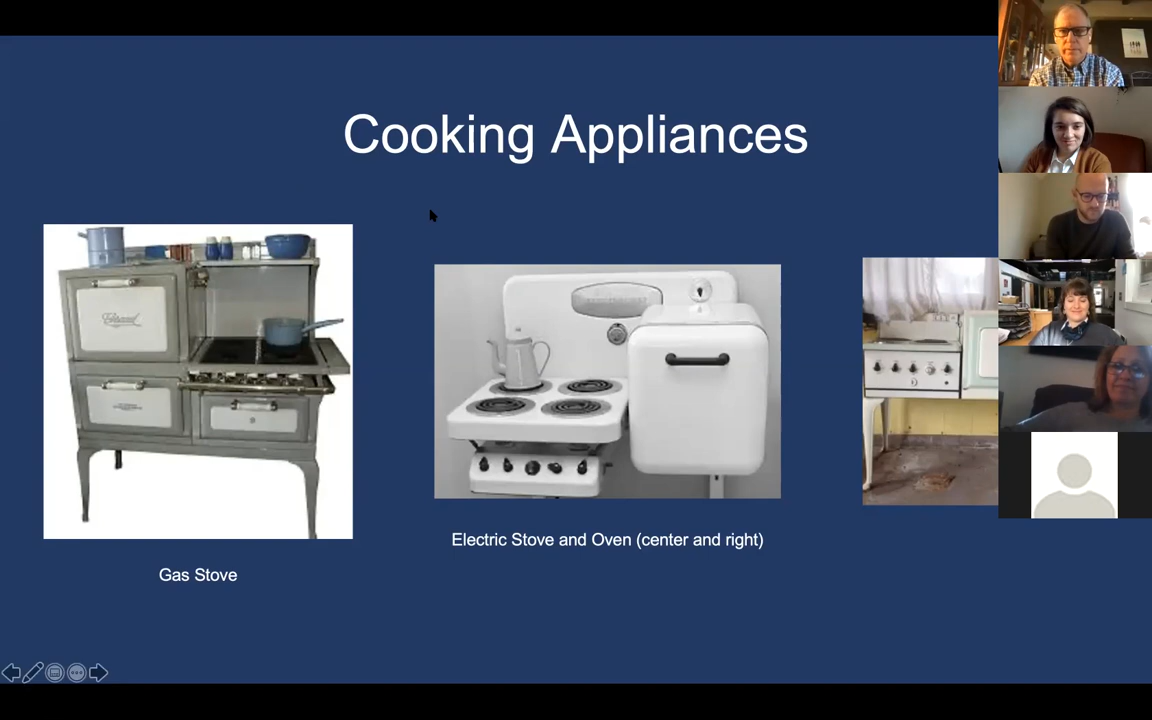 Cooking Appliances
Electric Stove and Oven (center and right)
Gas Stove